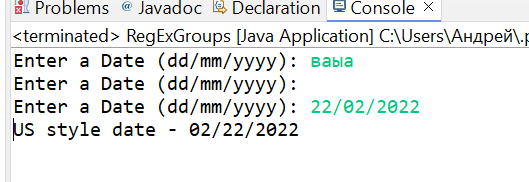 Problems @ Javadoc Declaration Console
<terminated> RegExGroups [Java Application] C:\Users\Андрей\.p
Enter a Date (dd/mm/yyyy): ваыа
Enter a Date (dd/mm/yyyy):
Enter a Date (dd/mm/yyyy): 22/02/2022
US style date - 02/22/2022